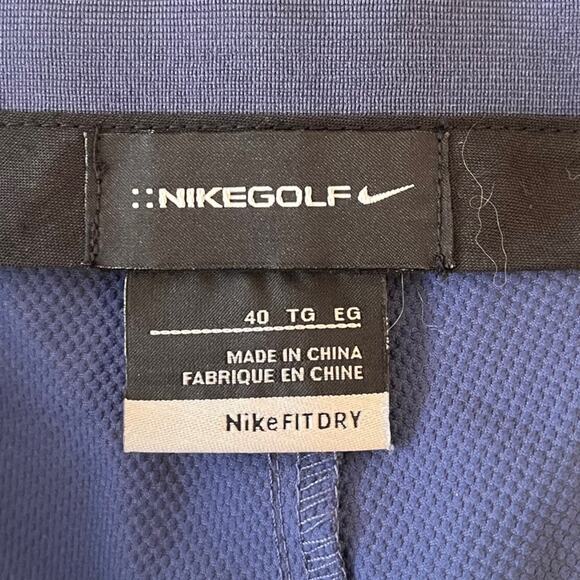 ::NIKEGOLF
40 TG EG
MADE IN CHINA
FABRIQUE EN CHINE
NikeFITDRY